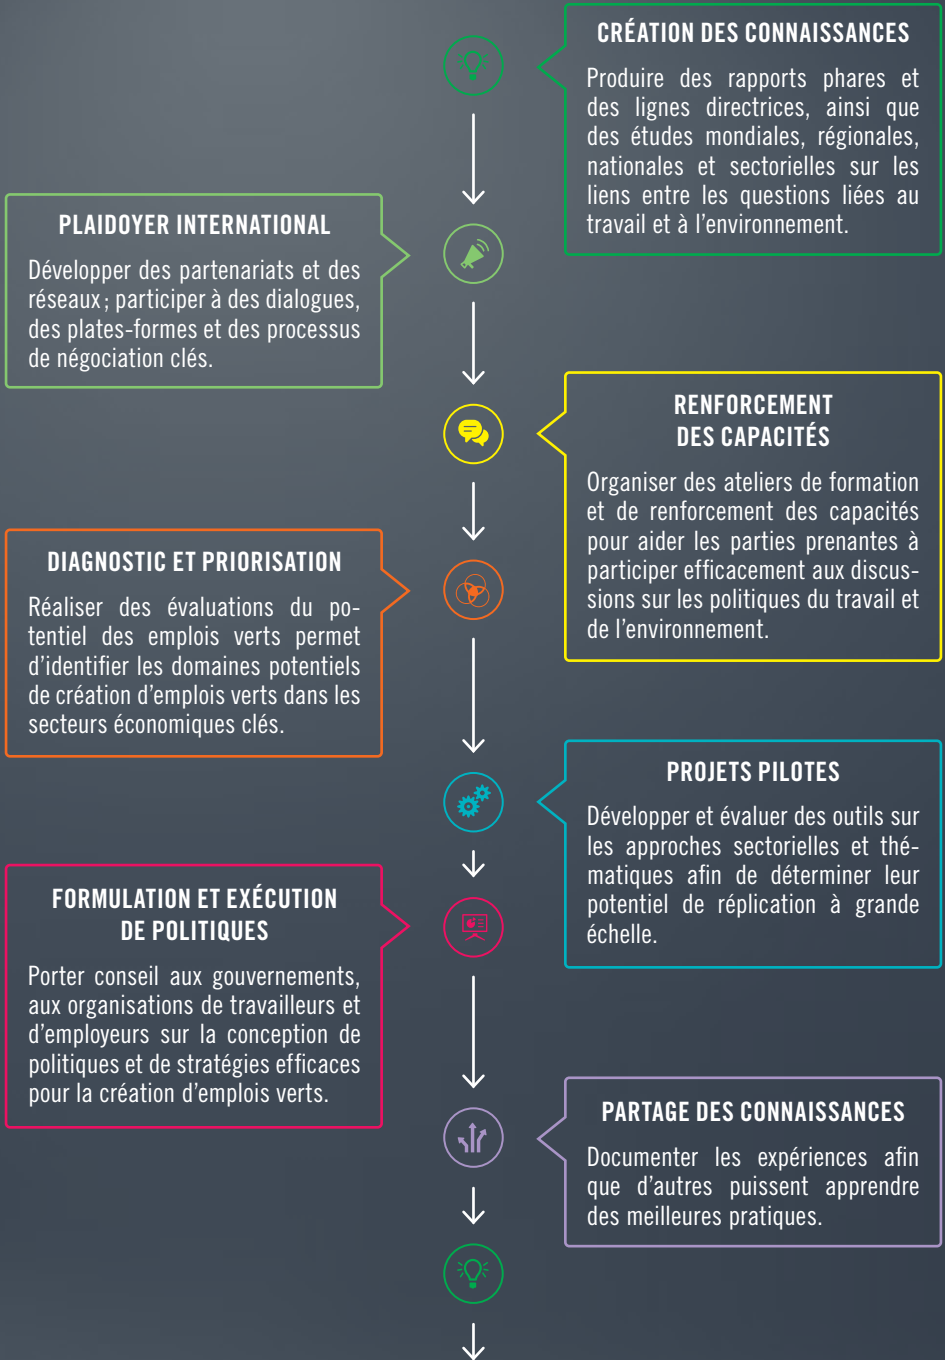 CRÉATION DES CONNAISSANCES
Produire des rapports phares et
des lignes directrices, ainsi que
des études mondiales, régionales,
nationales et sectorielles sur les
liens entre les questions liées au
travail et à l'environnement.
PLAIDOYER INTERNATIONAL
Développer des partenariats et des
réseaux ; participer à des dialogues,
des plates-formes et des processus
de négociation clés.
RENFORCEMENT
DES CAPACITÉS
Organiser des ateliers de formation
et de renforcement des capacités
pour aider les parties prenantes à
participer efficacement aux discus-
sions sur les politiques du travail et
de l'environnement.
DIAGNOSTIC ET PRIORISATION
Réaliser des évaluations du po-
tentiel des emplois verts permet
d'identifier les domaines potentiels
de création d'emplois verts dans les
secteurs économiques clés.
PROJETS PILOTES
Développer et évaluer des outils sur
les approches sectorielles et thé-
matiques afin de déterminer leur
potentiel de réplication à grande
échelle.
FORMULATION ET EXÉCUTION
DE POLITIQUES
Porter conseil aux gouvernements,
aux organisations de travailleurs et
d'employeurs sur la conception de
politiques et de stratégies efficaces
pour la création d'emplois verts.
PARTAGE DES CONNAISSANCES
Documenter les expériences afin
que d'autres puissent apprendre
des meilleures pratiques.